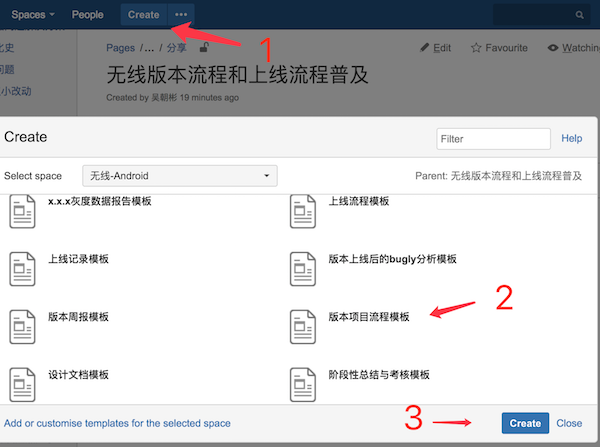 Spaces People Create •••
1
化史
Pages /... / 分享
Edit Favourite Watching
问题
无线版本流程和上线流程普及
小改动
Created by 吴朝彬 19 minutes ago
Create
Filter
Help
Select space
无线-Android
Parent: 无线版本流程和上线流程普及
x.x.x灰度数据报告模板
上线流程模板
上线记录模板
版本上线后的bugly分析模板
2
版本周报模板
版本项目流程模板
设计文档模板
阶段性总结与考核模板
3
Add or customise templates for the selected space
Create
Close